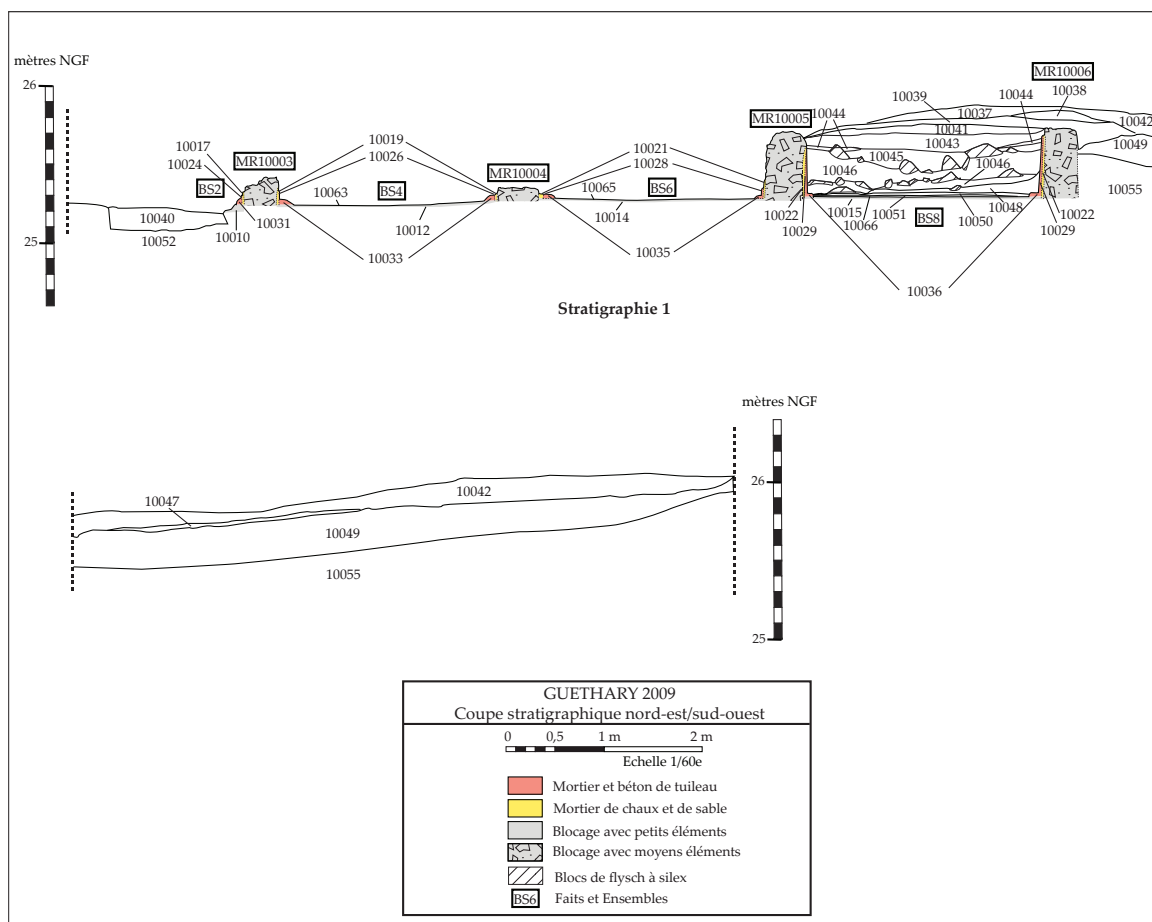 mètres NGF
26
25
10017
10024
BS2
MR10003
10019
10026
10063
BS4
MR10004
10021
10028
10065
BS6
MR10005
10044
10039
10037
10044
MR10006
10038
10042
10041
10043
10049
10045
10046
10046
10055
10040
10052
10010
10031
10012
10033
10014
10035
10022
10029
10015
10066
10051
BS8
10050
10048
10022
10029
10036
Stratigraphie 1
mètres NGF
26
25
10047
10042
10049
10055
GUETHARY 2009
Coupe stratigraphique nord-est/sud-ouest
0 0,5 1 m 2 m
Echelle 1/60e
Mortier et béton de tuileau
Mortier de chaux et de sable
Blocage avec petits éléments
Blocage avec moyens éléments
Blocs de flysch à silex
BS6 Faits et Ensembles